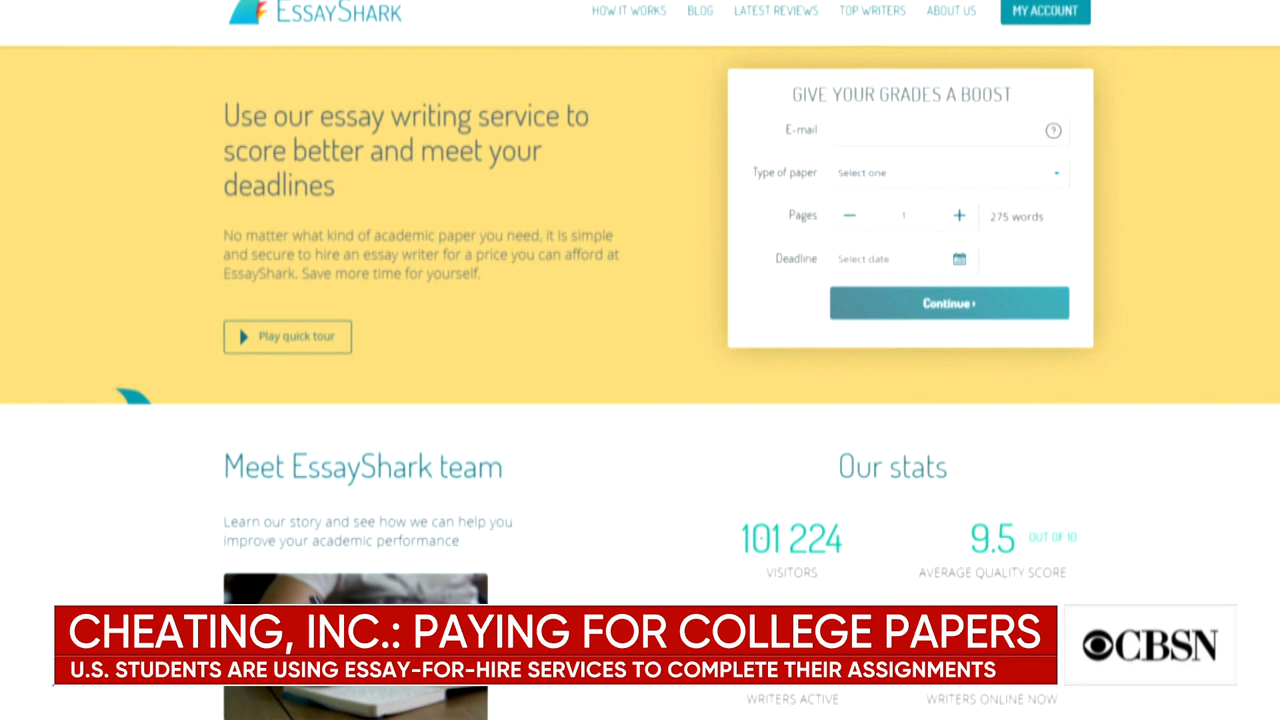 ESSAYSHARK
HOW IT WORKS BLOG LATEST REVIEWS TOP WRITERS ABOUT US MY ACCOUNT
Use our essay writing service to
score better and meet your
deadlines
No matter what kind of academic paper you need, it is simple
and secure to hire an essay writer for a price you can afford at
EssayShark. Save more time for yourself.
Play quick tour
GIVE YOUR GRADES A BOOST
E-mail ?
Type of paper Select one
Pages − 1 + 275 words
Deadline Select date
Continue ›
Meet EssayShark team
Learn our story and see how we can help you
improve your academic performance
Our stats
101 224 9.5 OUT OF 10
VISITORS AVERAGE QUALITY SCORE
CHEATING, INC.: PAYING FOR COLLEGE PAPERS
U.S. STUDENTS ARE USING ESSAY-FOR-HIRE SERVICES TO COMPLETE THEIR ASSIGNMENTS
CBSN
WRITERS ACTIVE WRITERS ONLINE NOW